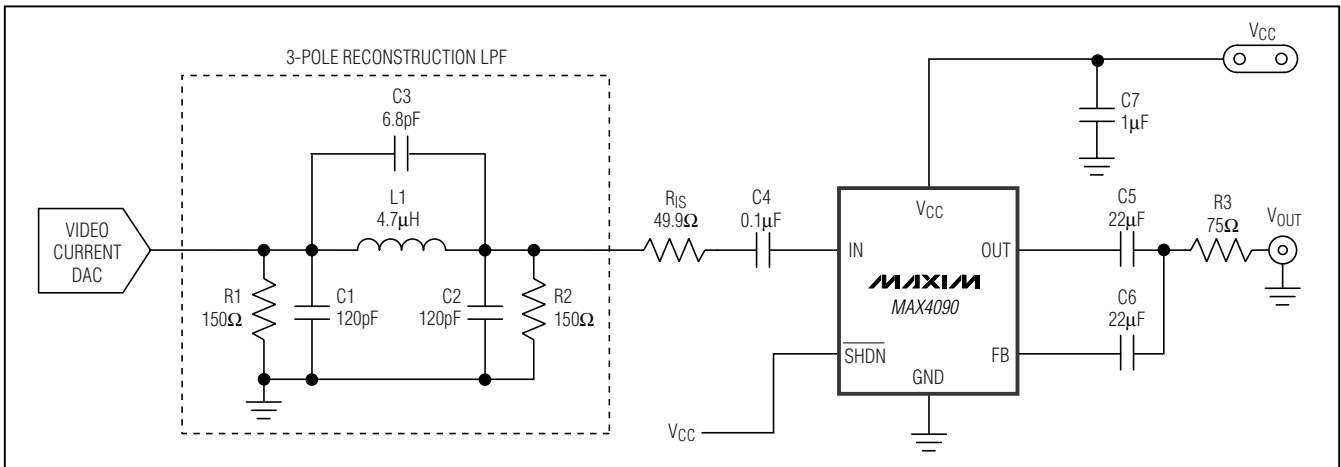 3-POLE RECONSTRUCTION LPF
VCC
C3
6.8pF
C7
1µF
L1
4.7µH
RIS
49.9Ω
C4
0.1µF
VCC
C5
22µF
R3
75Ω
VOUT
VIDEO
CURRENT
DAC
IN
OUT
MAXIM
MAX4090
R1
150Ω
C1
120pF
C2
120pF
R2
150Ω
C6
22µF
SHDN
FB
GND
VCC